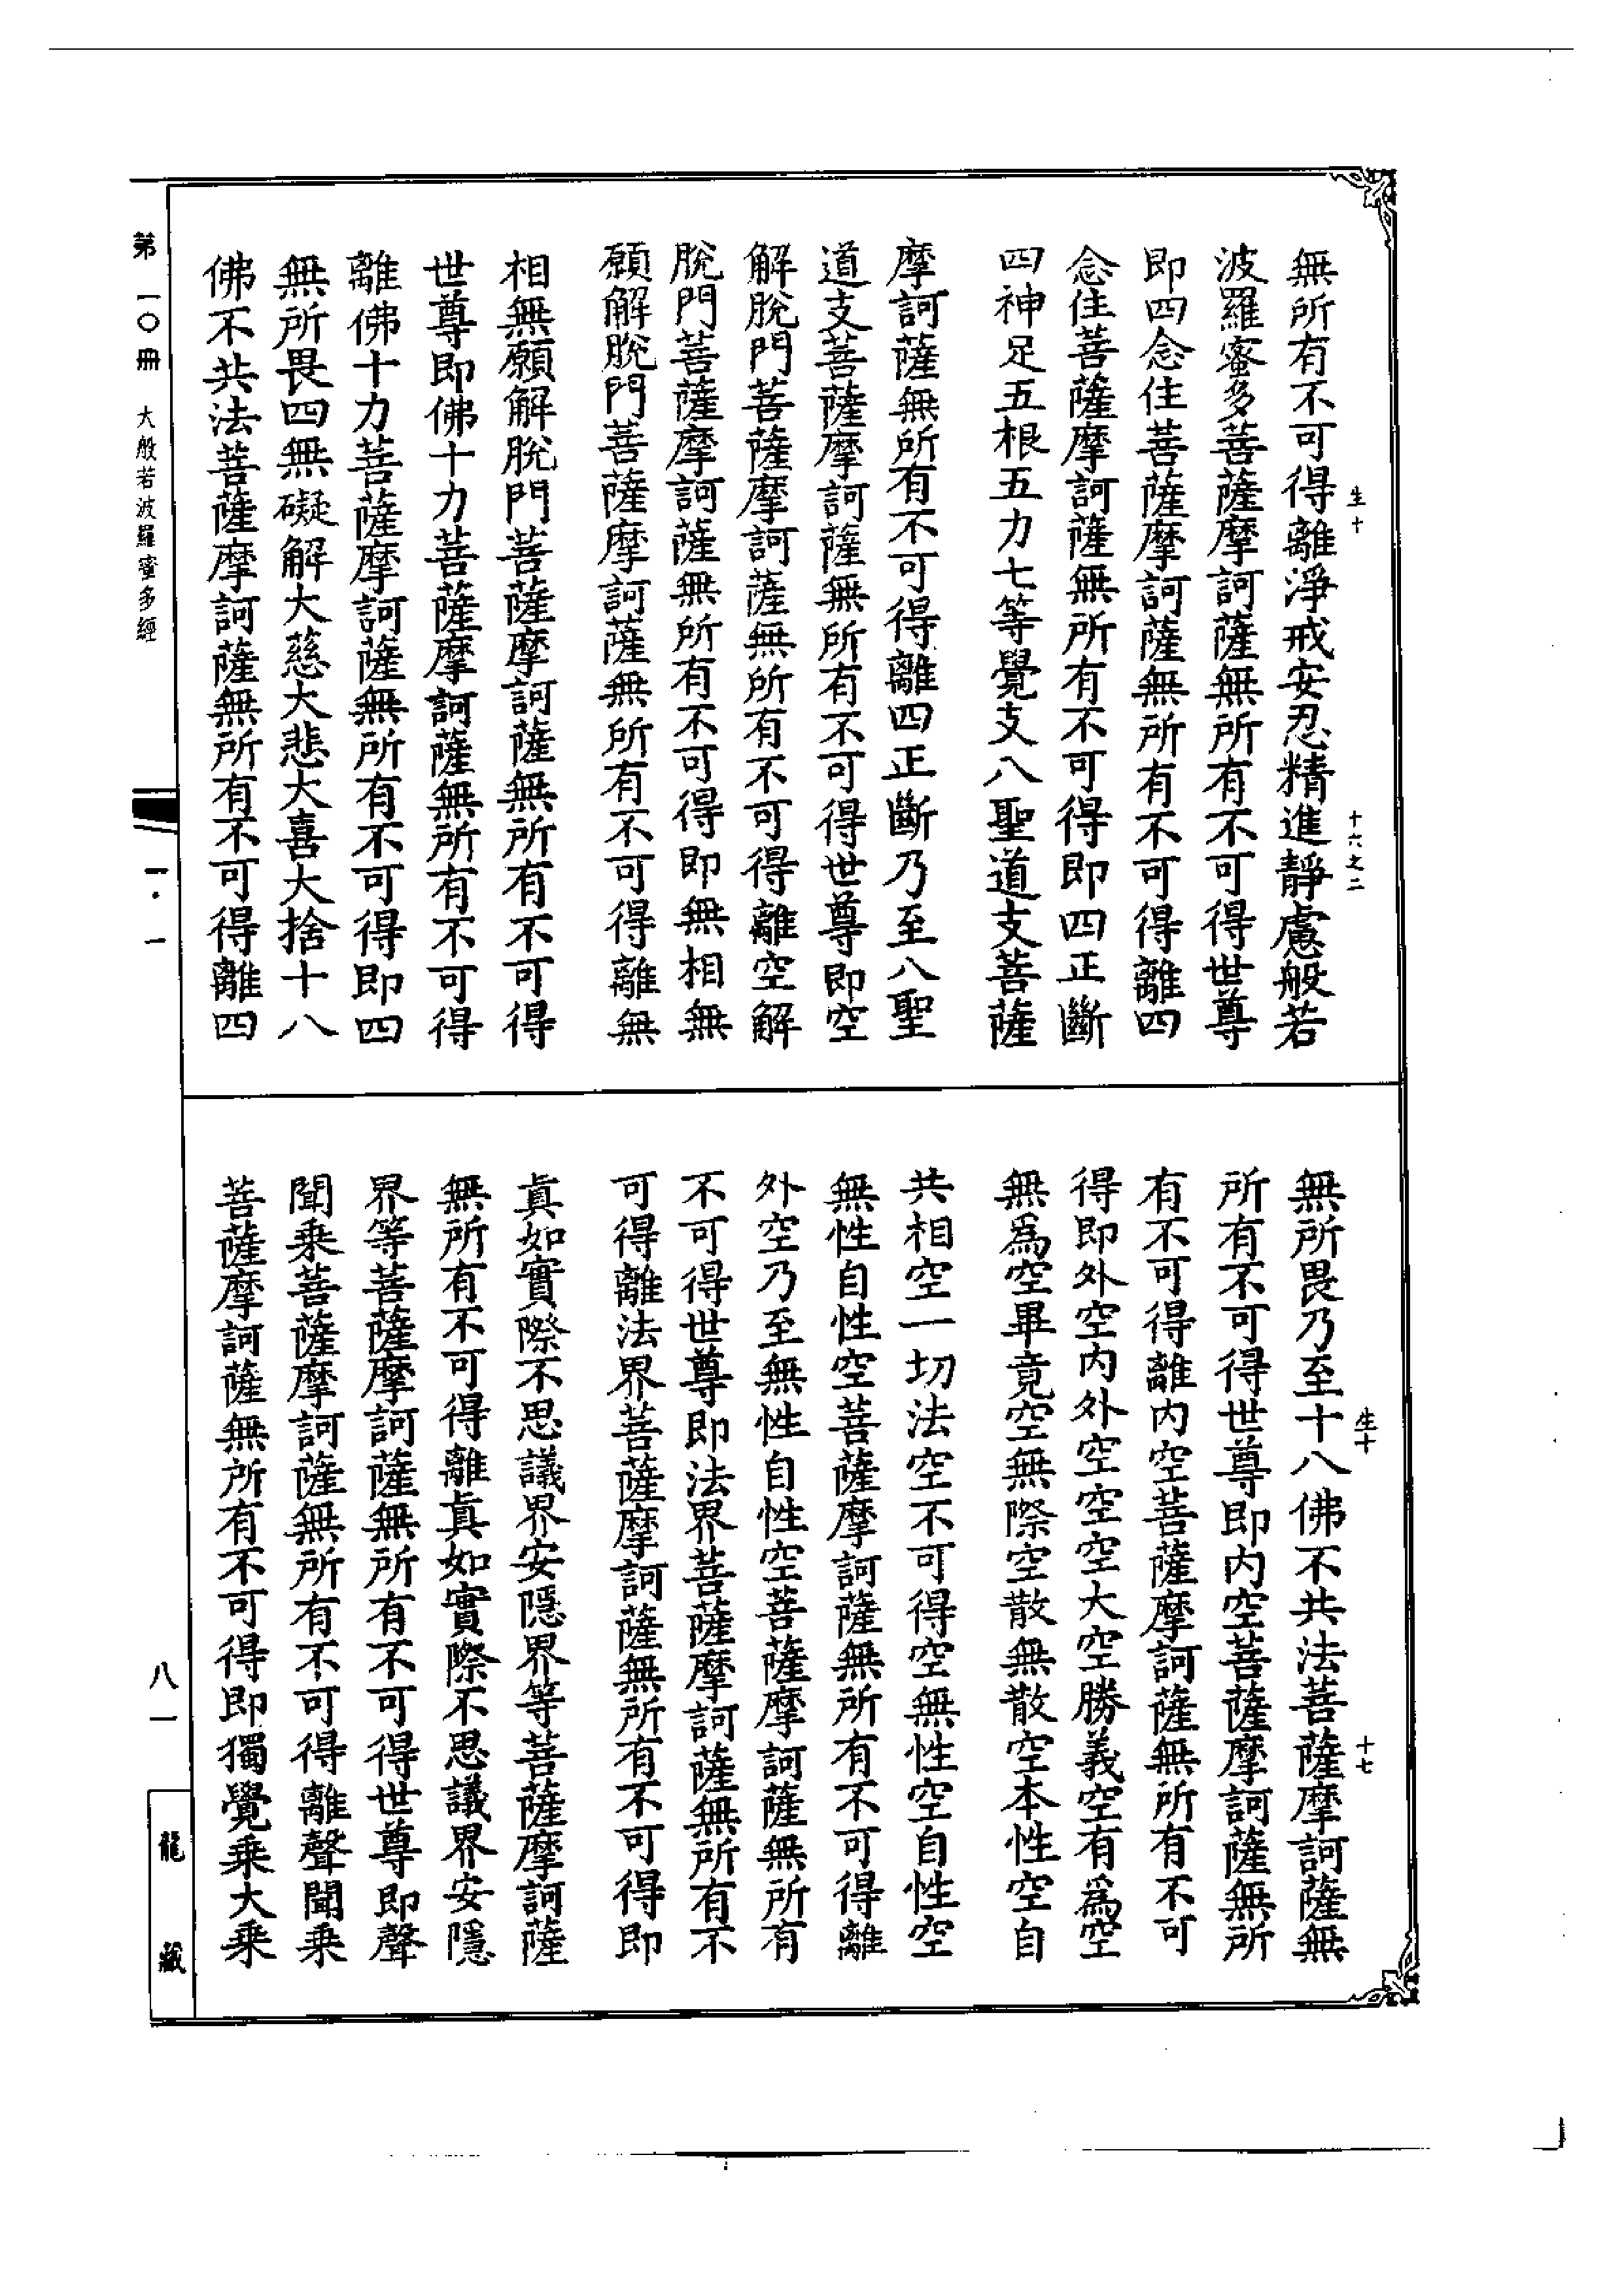 生十
十六之二
無所有不可得離淨戒安忍精進靜慮般若
波羅蜜多菩薩摩訶薩無所有不可得世尊
即四念住菩薩摩訶薩無所有不可得離四
念住菩薩摩訶薩無所有不可得即四正斷
四神足五根五力七等覺支八聖道支菩薩
摩訶薩無所有不可得離四正斷乃至八聖
道支菩薩摩訶薩無所有不可得世尊即空
解脫門菩薩摩訶薩無所有不可得離空解
脫門菩薩摩訶薩無所有不可得即無相無
願解脫門菩薩摩訶薩無所有不可得離無
相無願解脫門菩薩摩訶薩無所有不可得
世尊即佛十力菩薩摩訶薩無所有不可得
離佛十力菩薩摩訶薩無所有不可得即四
無所畏四無礙解大慈大悲大喜大捨十八
佛不共法菩薩摩訶薩無所有不可得離四
生十
十七
無所畏乃至十八佛不共法菩薩摩訶薩無
所有不可得世尊即内空菩薩摩訶薩無所
有不可得離内空菩薩摩訶薩無所有不可
得即外空内外空空空大空勝義空有為空
無為空畢竟空無際空散無散空本性空自
共相空一切法空不可得空無性空自性空
無性自性空菩薩摩訶薩無所有不可得離
外空乃至無性自性空菩薩摩訶薩無所有
不可得世尊即法界菩薩摩訶薩無所有不
可得離法界菩薩摩訶薩無所有不可得即
真如實際不思議界安隱界等菩薩摩訶薩
無所有不可得離真如實際不思議界安隱
界等菩薩摩訶薩無所有不可得世尊即聲
聞乗菩薩摩訶薩無所有不可得離聲聞乗
菩薩摩訶薩無所有不可得即獨覺乗大乗
第一〇冊 大般若波羅蜜多經
一·一
八一
龍藏